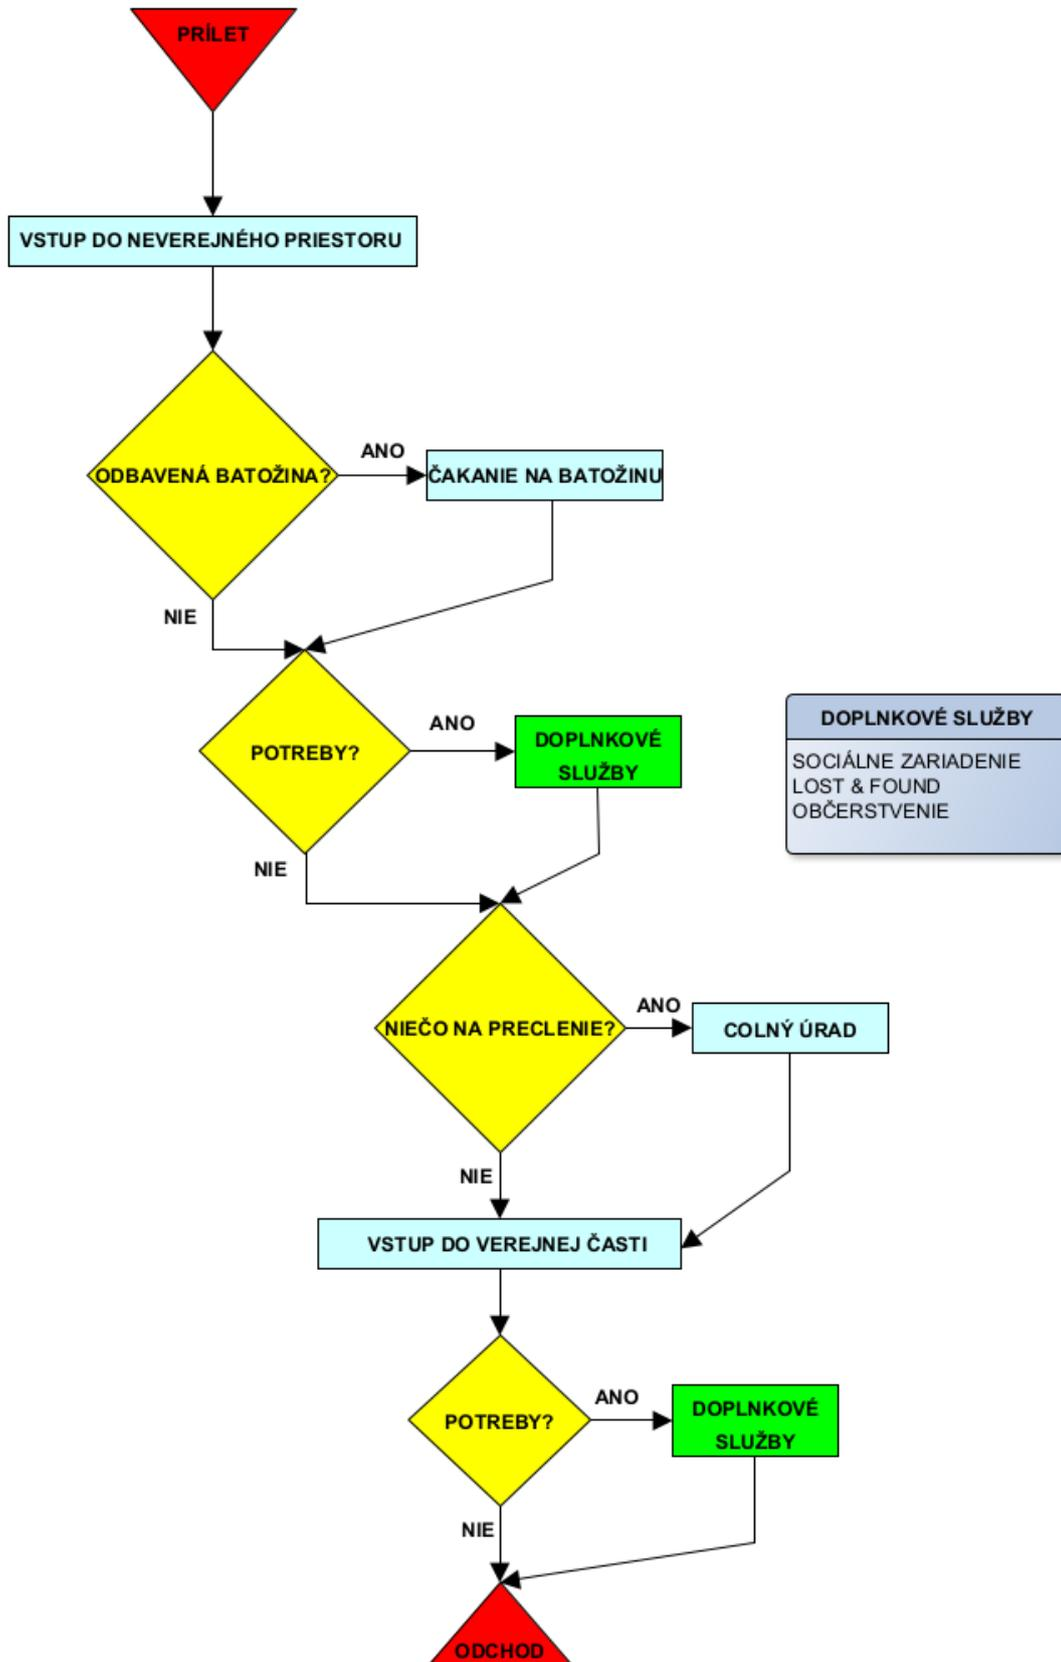 PRÍLET
VSTUP DO NEVEREJNÉHO PRIESTORU
ODBAVENÁ BATOŽINA?
ANO
ČAKANIE NA BATOŽINU
NIE
POTREBY?
ANO
DOPLNKOVÉ
SLUŽBY
DOPLNKOVÉ SLUŽBY
SOCIÁLNE ZARIADENIE
LOST & FOUND
OBČERSTVENIE
NIE
NIEČO NA PRECLENIE?
ANO
COLNÝ ÚRAD
NIE
VSTUP DO VEREJNEJ ČASTI
POTREBY?
ANO
DOPLNKOVÉ
SLUŽBY
NIE
ODCHOD